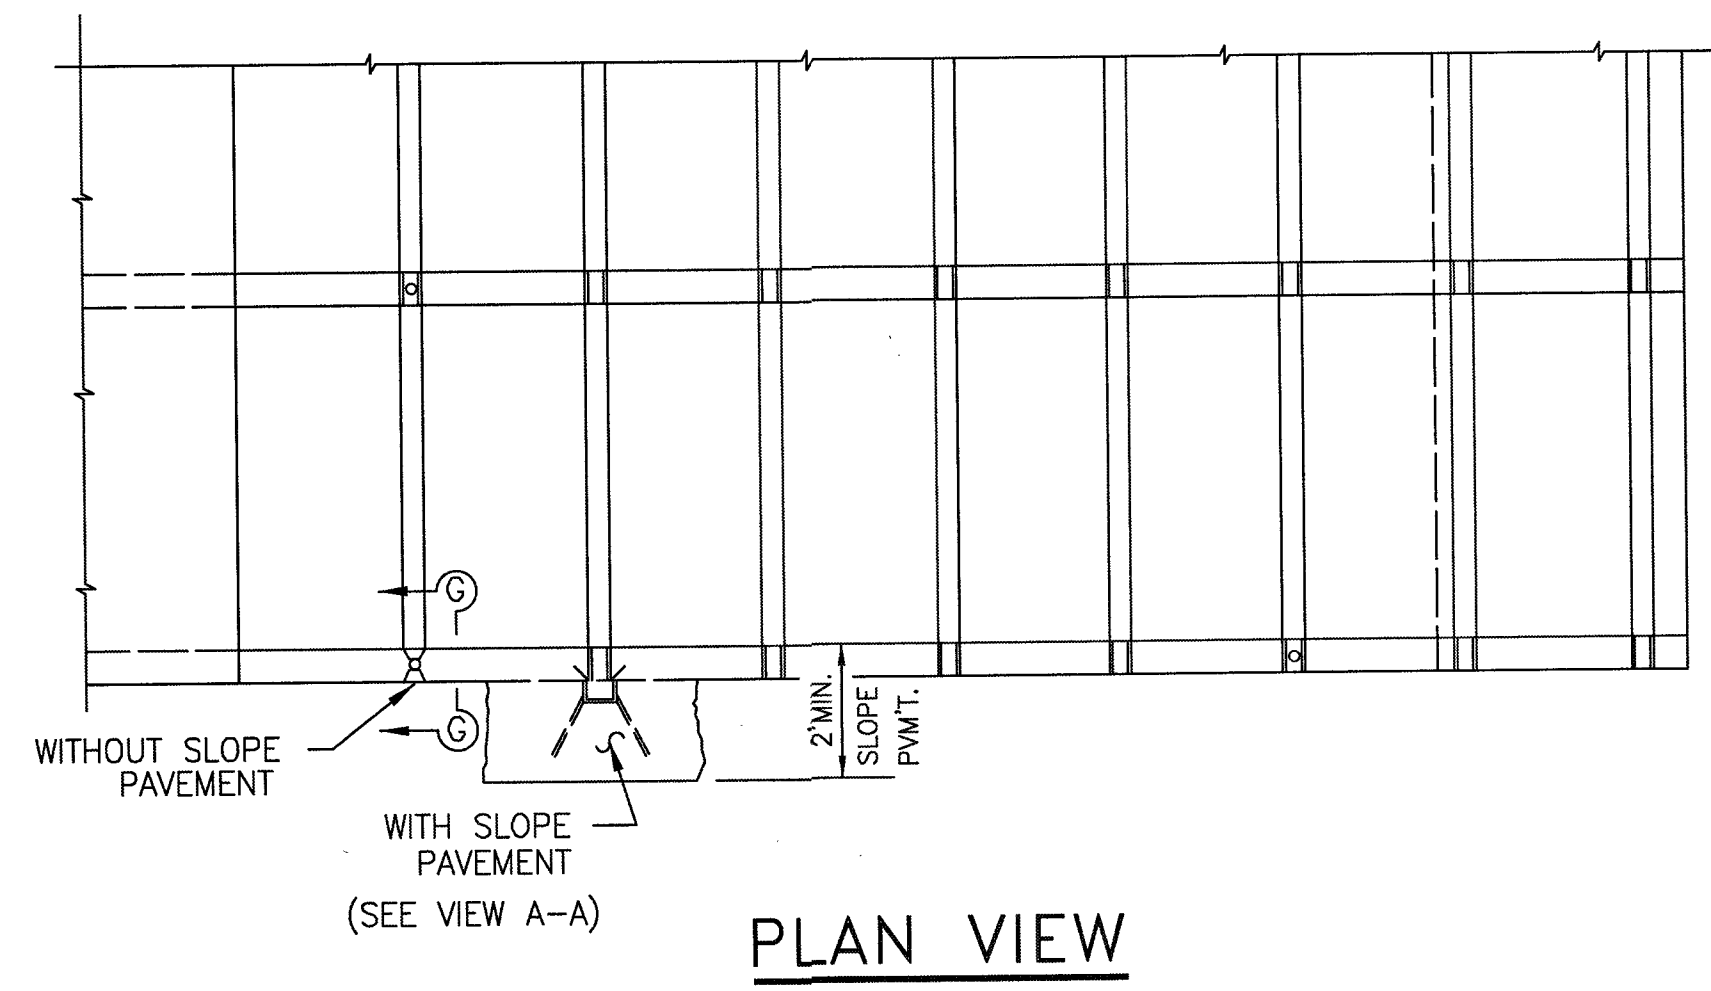 G
G
WITHOUT SLOPE
PAVEMENT
2' MIN.
SLOPE
PVM'T.
WITH SLOPE
PAVEMENT
(SEE VIEW A-A)
PLAN VIEW